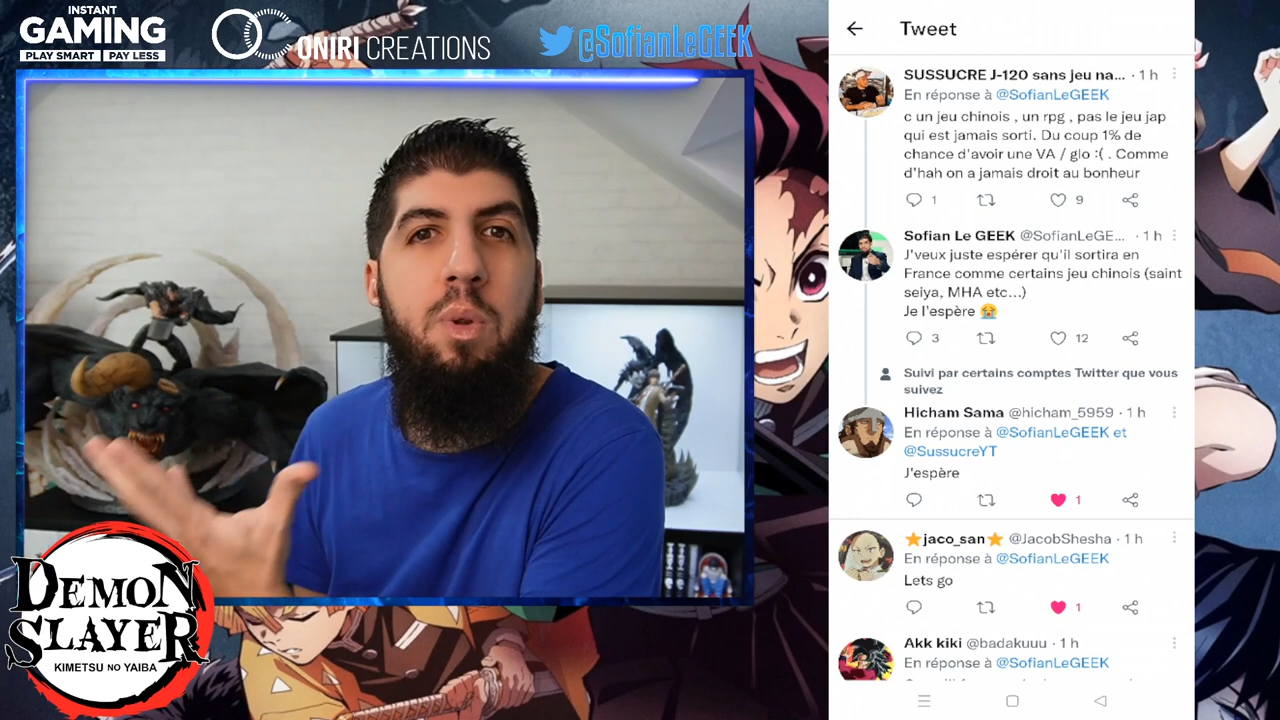 INSTANT
GAMING
PLAY SMART PAY LESS
ONIRI CREATIONS
@SofianLeGEEK
DEMON
SLAYER
KIMETSU NO YAIBA
Tweet
SUSSUCRE J-120 sans jeu na... · 1 h
En réponse à @SofianLeGEEK
c un jeu chinois , un rpg , pas le jeu jap
qui est jamais sorti. Du coup 1% de
chance d'avoir une VA / glo :( . Comme
d'hab on a jamais droit au bonheur
1 9
Sofian Le GEEK @SofianLeGE... · 1 h
J'veux juste espérer qu'il sortira en
France comme certains jeu chinois (saint
seiya, MHA etc...)
Je l'espère 😭
3 12
Suivi par certains comptes Twitter que vous
suivez
Hicham Sama @hicham_5959 · 1 h
En réponse à @SofianLeGEEK et
@SussucreYT
J'espère
1
⭐jaco_san⭐ @JacobShesha · 1 h
En réponse à @SofianLeGEEK
Lets go
1
Akk kiki @badakuuu · 1 h
En réponse à @SofianLeGEEK